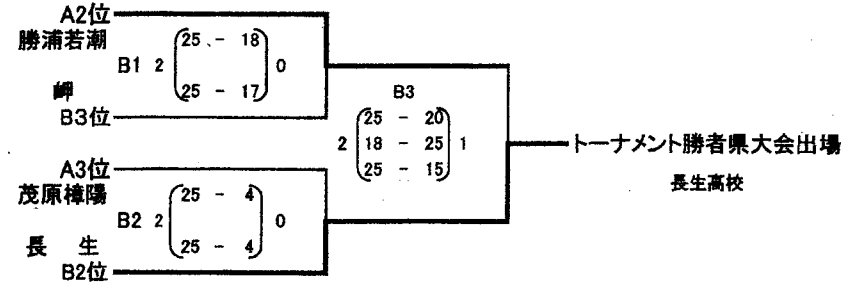 A2位
勝浦若潮
B1 2 25 - 18 0
25 - 17
岬
B3位
B3
25 - 20
2 18 - 25 1
25 - 15
トーナメント勝者県大会出場
長生高校
A3位
茂原樟陽
B2 2 25 - 4 0
25 - 4
長 生
B2位